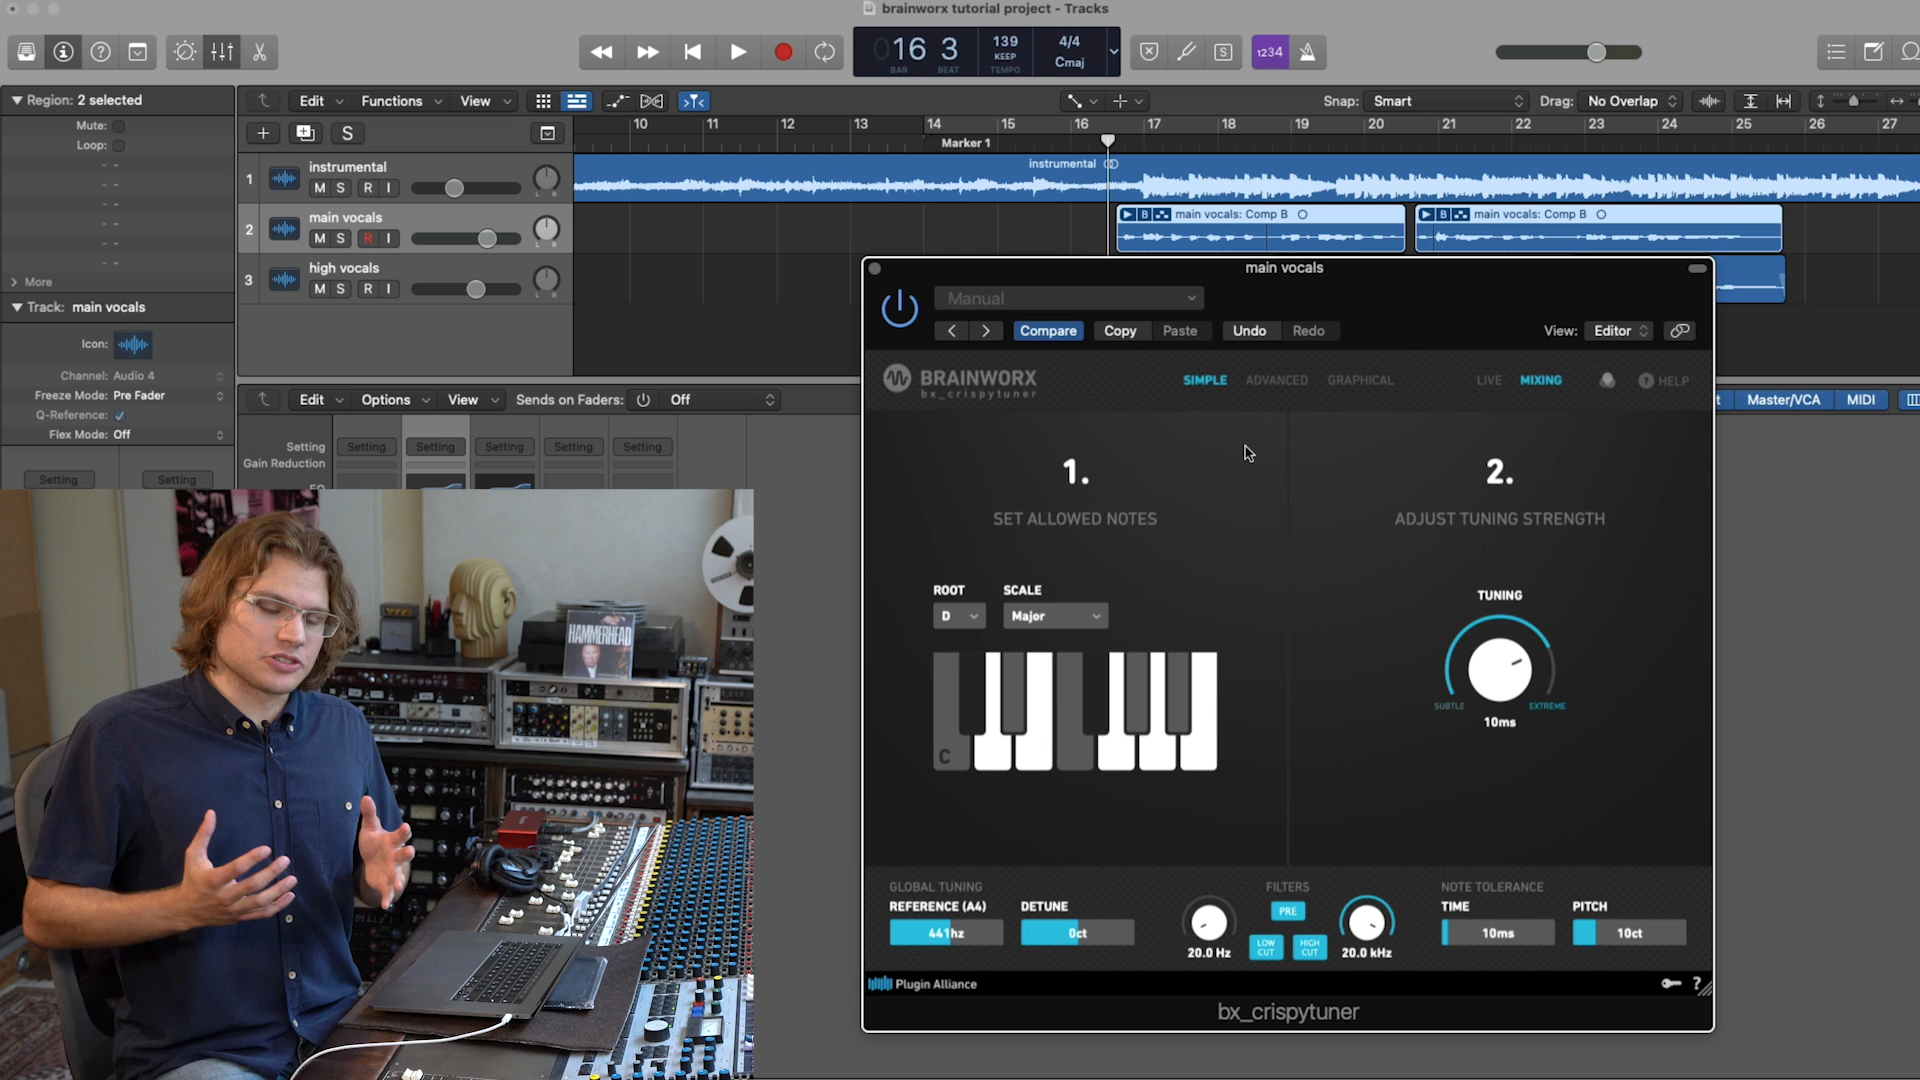 brainworx tutorial project - Tracks
16 3
BAR BEAT
139
KEEP
TEMPO
4/4
Cmaj
S
1234
Region: 2 selected
Mute:
Loop:
More
Track: main vocals
Icon:
Channel: Audio 4
Freeze Mode: Pre Fader
Q-Reference:
Flex Mode: Off
Setting Setting
Edit Functions View
Snap: Smart
Drag: No Overlap
S
10 11 12 13 14 15 16 17 18 19 20 21 22 23 24 25 26 27
Marker 1
1 instrumental
M S R I
L R
instrumental
2 main vocals
M S R I
L R
B main vocals: Comp B
B main vocals: Comp B
3 high vocals
M S R I
L R
Edit Options View Sends on Faders: Off
Master/VCA MIDI
Setting Setting Setting Setting Setting Setting
Gain Reduction
EQ
HAMMERHEAD
main vocals
Manual
Compare Copy Paste Undo Redo
View: Editor
BRAINWORX
bx_crispytuner
SIMPLE ADVANCED GRAPHICAL
LIVE MIXING
? HELP
1.
SET ALLOWED NOTES
ROOT SCALE
D Major
C
2.
ADJUST TUNING STRENGTH
TUNING
SUBTLE EXTREME
10ms
GLOBAL TUNING
REFERENCE (A4) DETUNE
441hz 0ct
FILTERS
PRE
LOW CUT
HIGH CUT
20.0 Hz 20.0 kHz
NOTE TOLERANCE
TIME PITCH
10ms 10ct
Plugin Alliance
?
bx_crispytuner